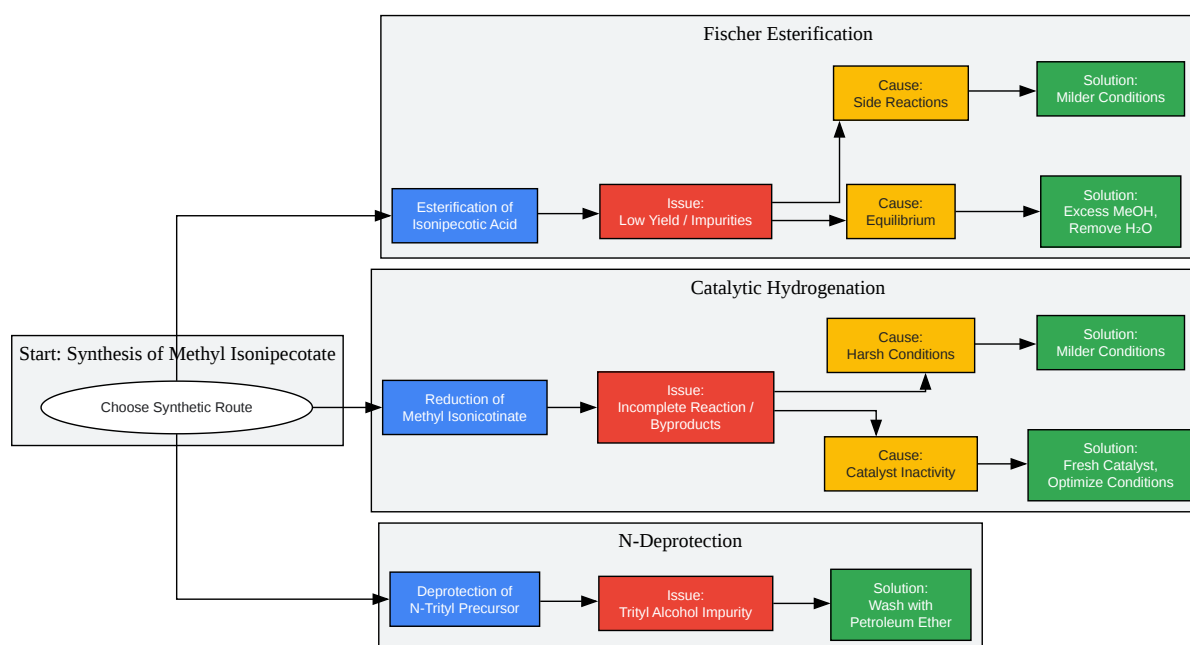 Fischer Esterification
Cause:
Side Reactions
Solution:
Milder Conditions
Esterification of
Isonipecotic Acid
Issue:
Low Yield / Impurities
Cause:
Equilibrium
Solution:
Excess MeOH,
Remove H₂O
Catalytic Hydrogenation
Cause:
Harsh Conditions
Solution:
Milder Conditions
Start: Synthesis of Methyl Isonipecotate
Choose Synthetic Route
Reduction of
Methyl Isonicotinate
Issue:
Incomplete Reaction /
Byproducts
Cause:
Catalyst Inactivity
Solution:
Fresh Catalyst,
Optimize Conditions
N-Deprotection
Deprotection of
N-Trityl Precursor
Issue:
Trityl Alcohol Impurity
Solution:
Wash with
Petroleum Ether